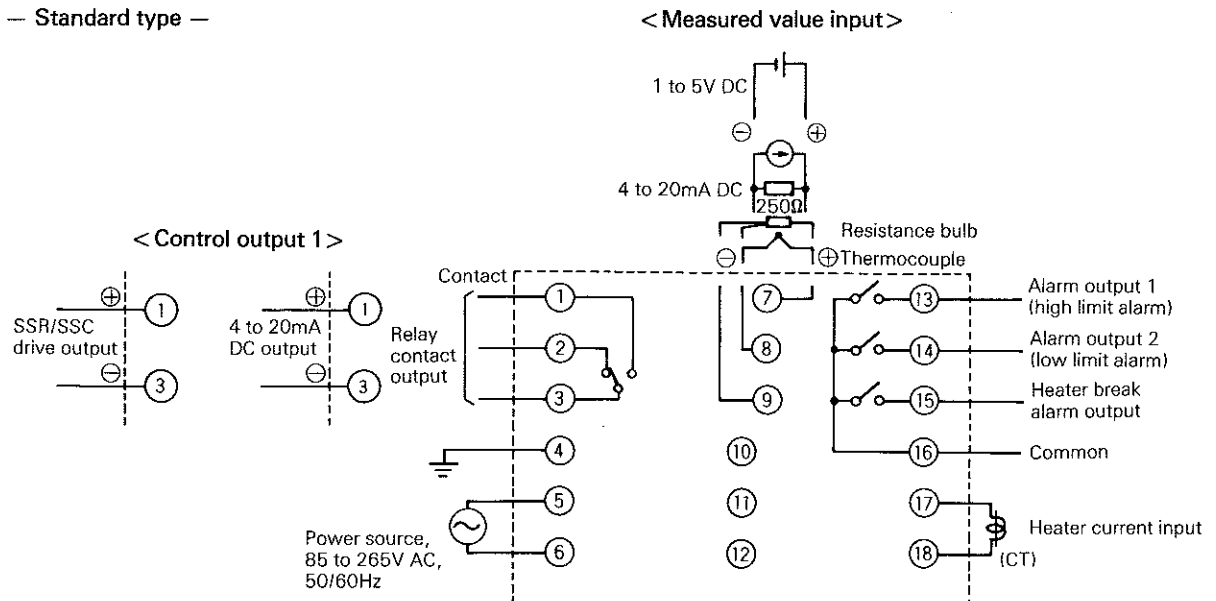 — Standard type —
<Measured value input>
1 to 5V DC
⊖ ⊕
4 to 20mA DC
250Ω
Resistance bulb
⊖ ⊕ Thermocouple
<Control output 1>
⊕ 1
SSR/SSC
drive output
⊖ 3
⊕ 1
4 to 20mA
DC output
⊖ 3
Contact
Relay
contact
output
1
2
3
4
5
6
Power source,
85 to 265V AC,
50/60Hz
7
8
9
10
11
12
13
14
15
16
17
18
Alarm output 1
(high limit alarm)
Alarm output 2
(low limit alarm)
Heater break
alarm output
Common
Heater current input
(CT)